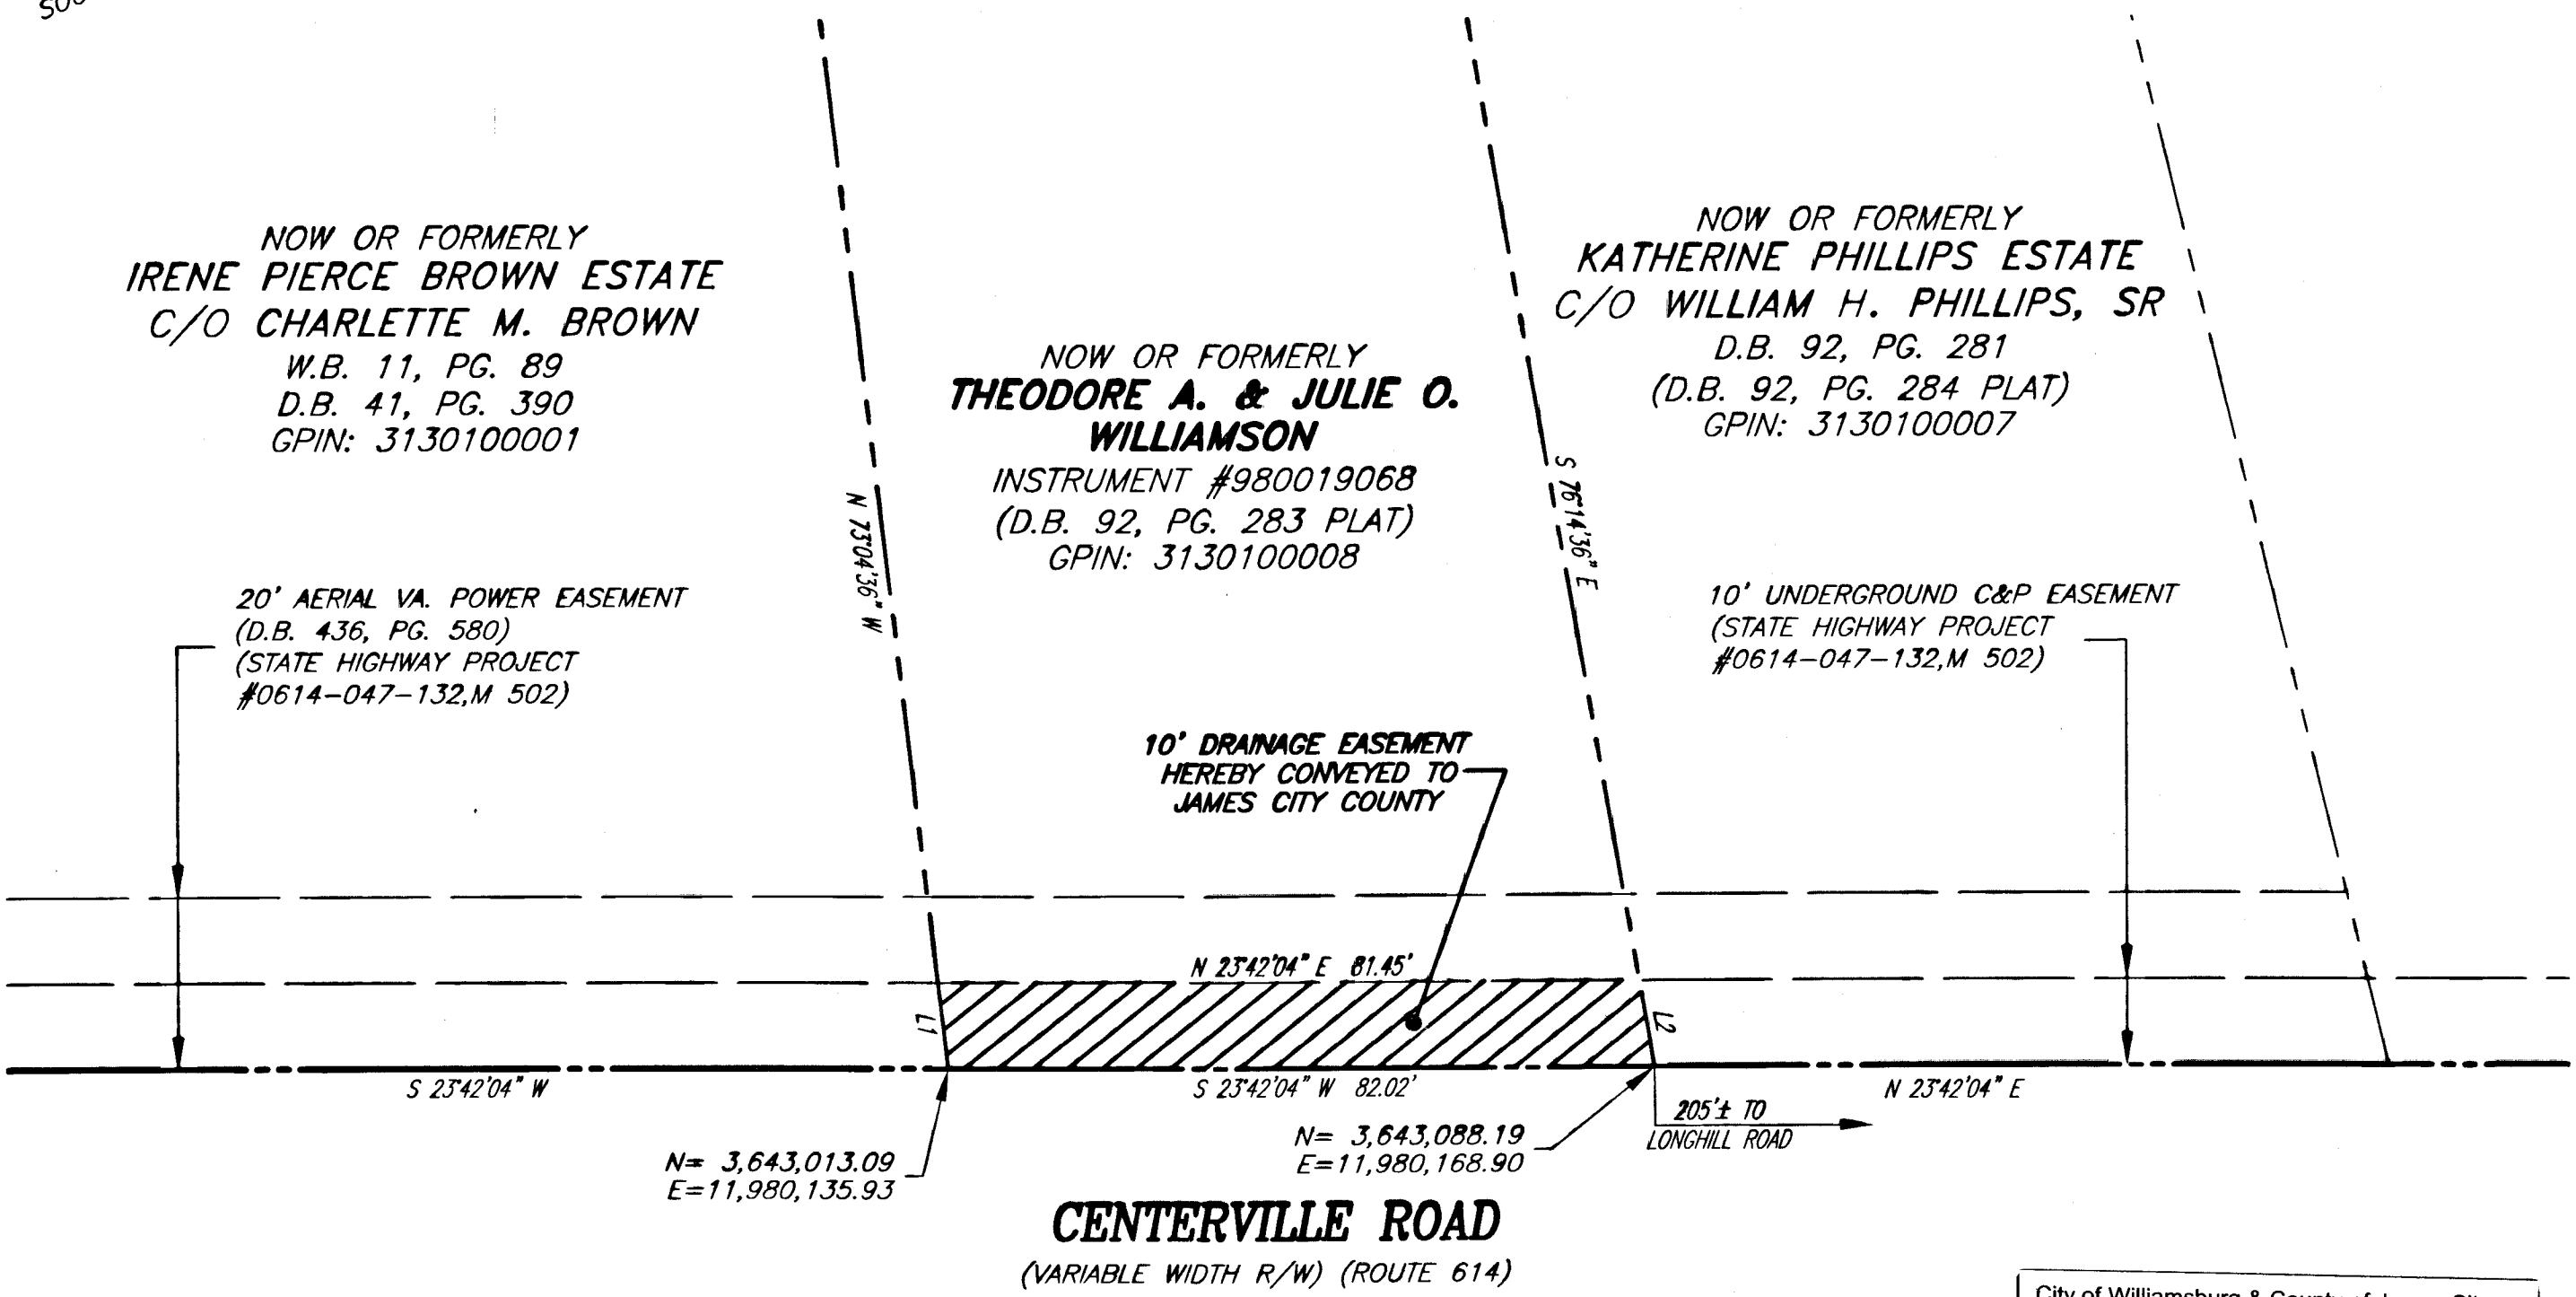 NOW OR FORMERLY
IRENE PIERCE BROWN ESTATE
C/O CHARLETTE M. BROWN
W.B. 11, PG. 89
D.B. 41, PG. 390
GPIN: 3130100001
NOW OR FORMERLY
THEODORE A. & JULIE O.
WILLIAMSON
INSTRUMENT #980019068
(D.B. 92, PG. 283 PLAT)
GPIN: 3130100008
NOW OR FORMERLY
KATHERINE PHILLIPS ESTATE
C/O WILLIAM H. PHILLIPS, SR
D.B. 92, PG. 281
(D.B. 92, PG. 284 PLAT)
GPIN: 3130100007
N 73°04'36" W
S 76°14'36" E
20' AERIAL VA. POWER EASEMENT
(D.B. 436, PG. 580)
(STATE HIGHWAY PROJECT
#0614-047-132,M 502)
10' UNDERGROUND C&P EASEMENT
(STATE HIGHWAY PROJECT
#0614-047-132,M 502)
10' DRAINAGE EASEMENT
HEREBY CONVEYED TO
JAMES CITY COUNTY
N 23°42'04" E 81.45'
L1
L2
S 23°42'04" W
S 23°42'04" W 82.02'
N 23°42'04" E
205'± TO
LONGHILL ROAD
N= 3,643,013.09
E=11,980,135.93
N= 3,643,088.19
E=11,980,168.90
CENTERVILLE ROAD
(VARIABLE WIDTH R/W) (ROUTE 614)